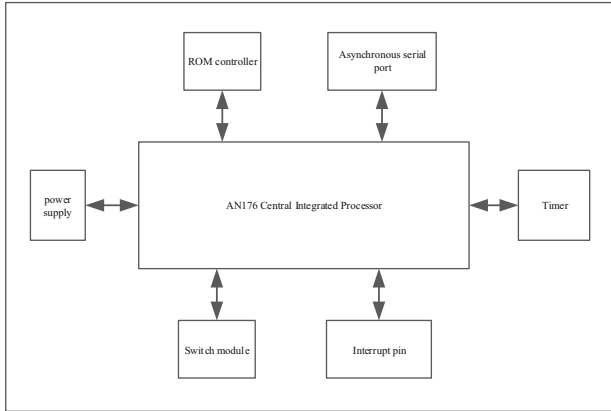 ROM controller
Asynchronous serial
port
power
supply
AN176 Central Integrated Processor
Timer
Switch module
Interrupt pin